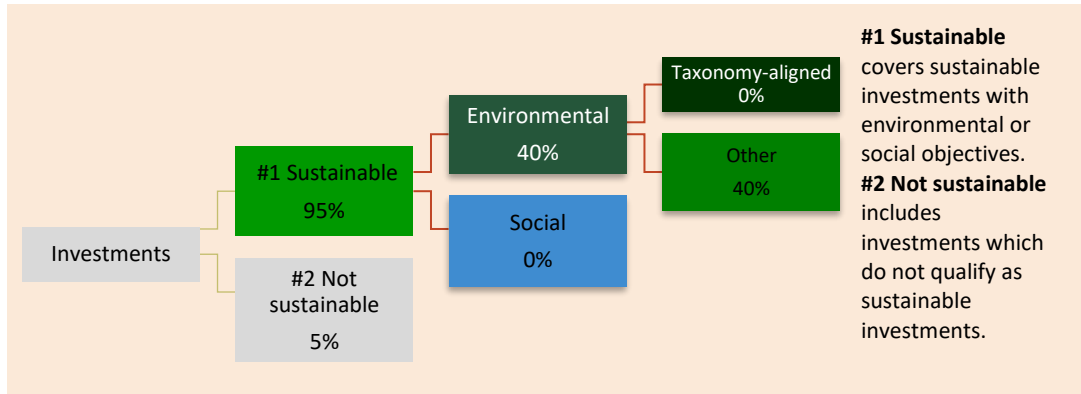 Investments
#1 Sustainable
95%
#2 Not
sustainable
5%
Environmental
40%
Social
0%
Taxonomy-aligned
0%
Other
40%
#1 Sustainable
covers sustainable
investments with
environmental or
social objectives.
#2 Not sustainable
includes
investments which
do not qualify as
sustainable
investments.